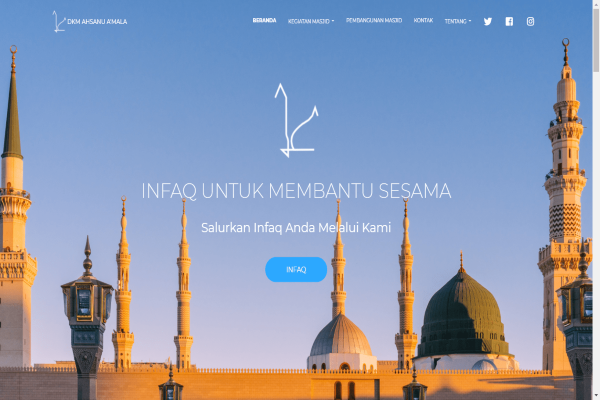 DKM AHSANU A'MALA
BERANDA
KEGIATAN MASJID
PEMBANGUNAN MASJID
KONTAK
TENTANG
INFAQ UNTUK MEMBANTU SESAMA
Salurkan Infaq Anda Melalui Kami
INFAQ